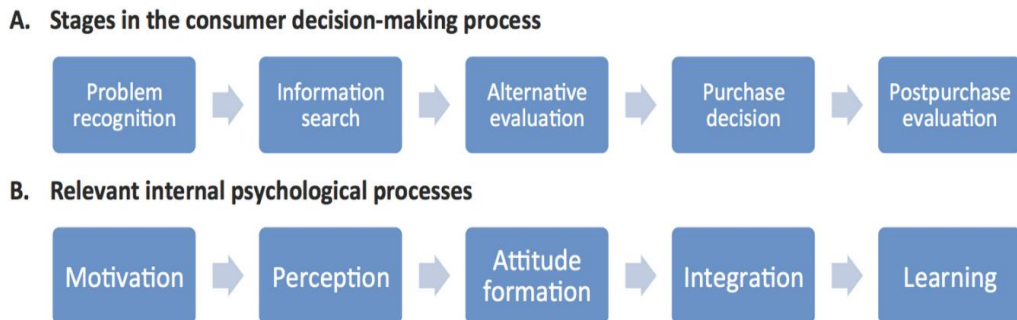 A. Stages in the consumer decision-making process
Problem
recognition
Information
search
Alternative
evaluation
Purchase
decision
Postpurchase
evaluation
B. Relevant internal psychological processes
Motivation
Perception
Attitude
formation
Integration
Learning